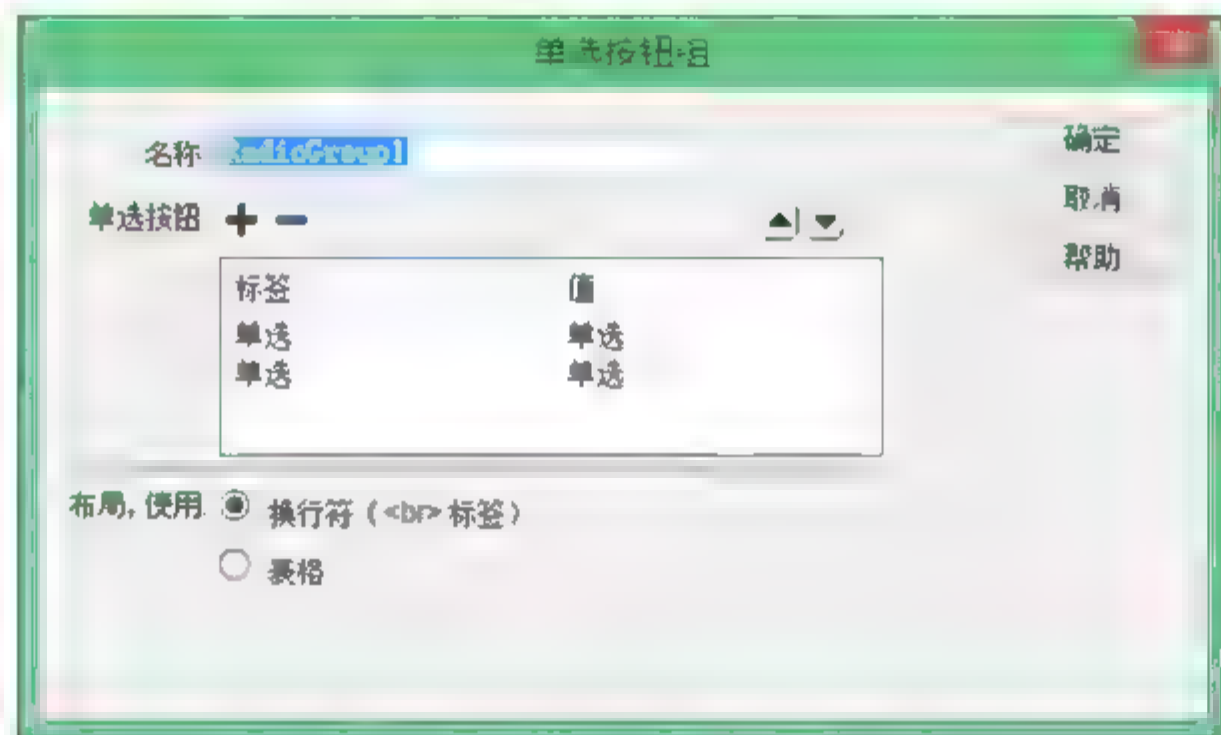 单选按钮组
名称 RadioGroup1
确定
单选按钮
取消
帮助
标签 值
单选 单选
单选 单选
布局,使用 换行符(<br>标签)
表格